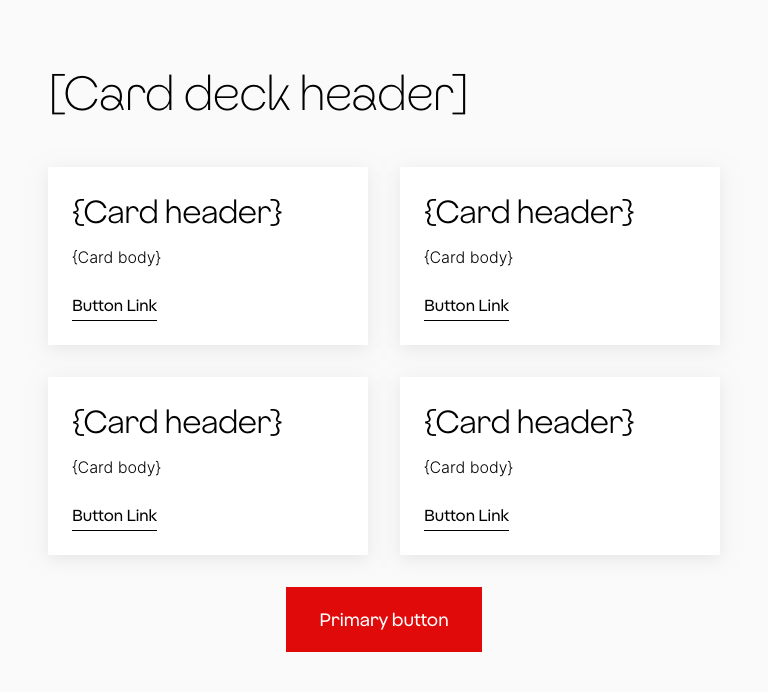 [Card deck header]
{Card header}
{Card body}
Button Link
{Card header}
{Card body}
Button Link
{Card header}
{Card body}
Button Link
{Card header}
{Card body}
Button Link
Primary button